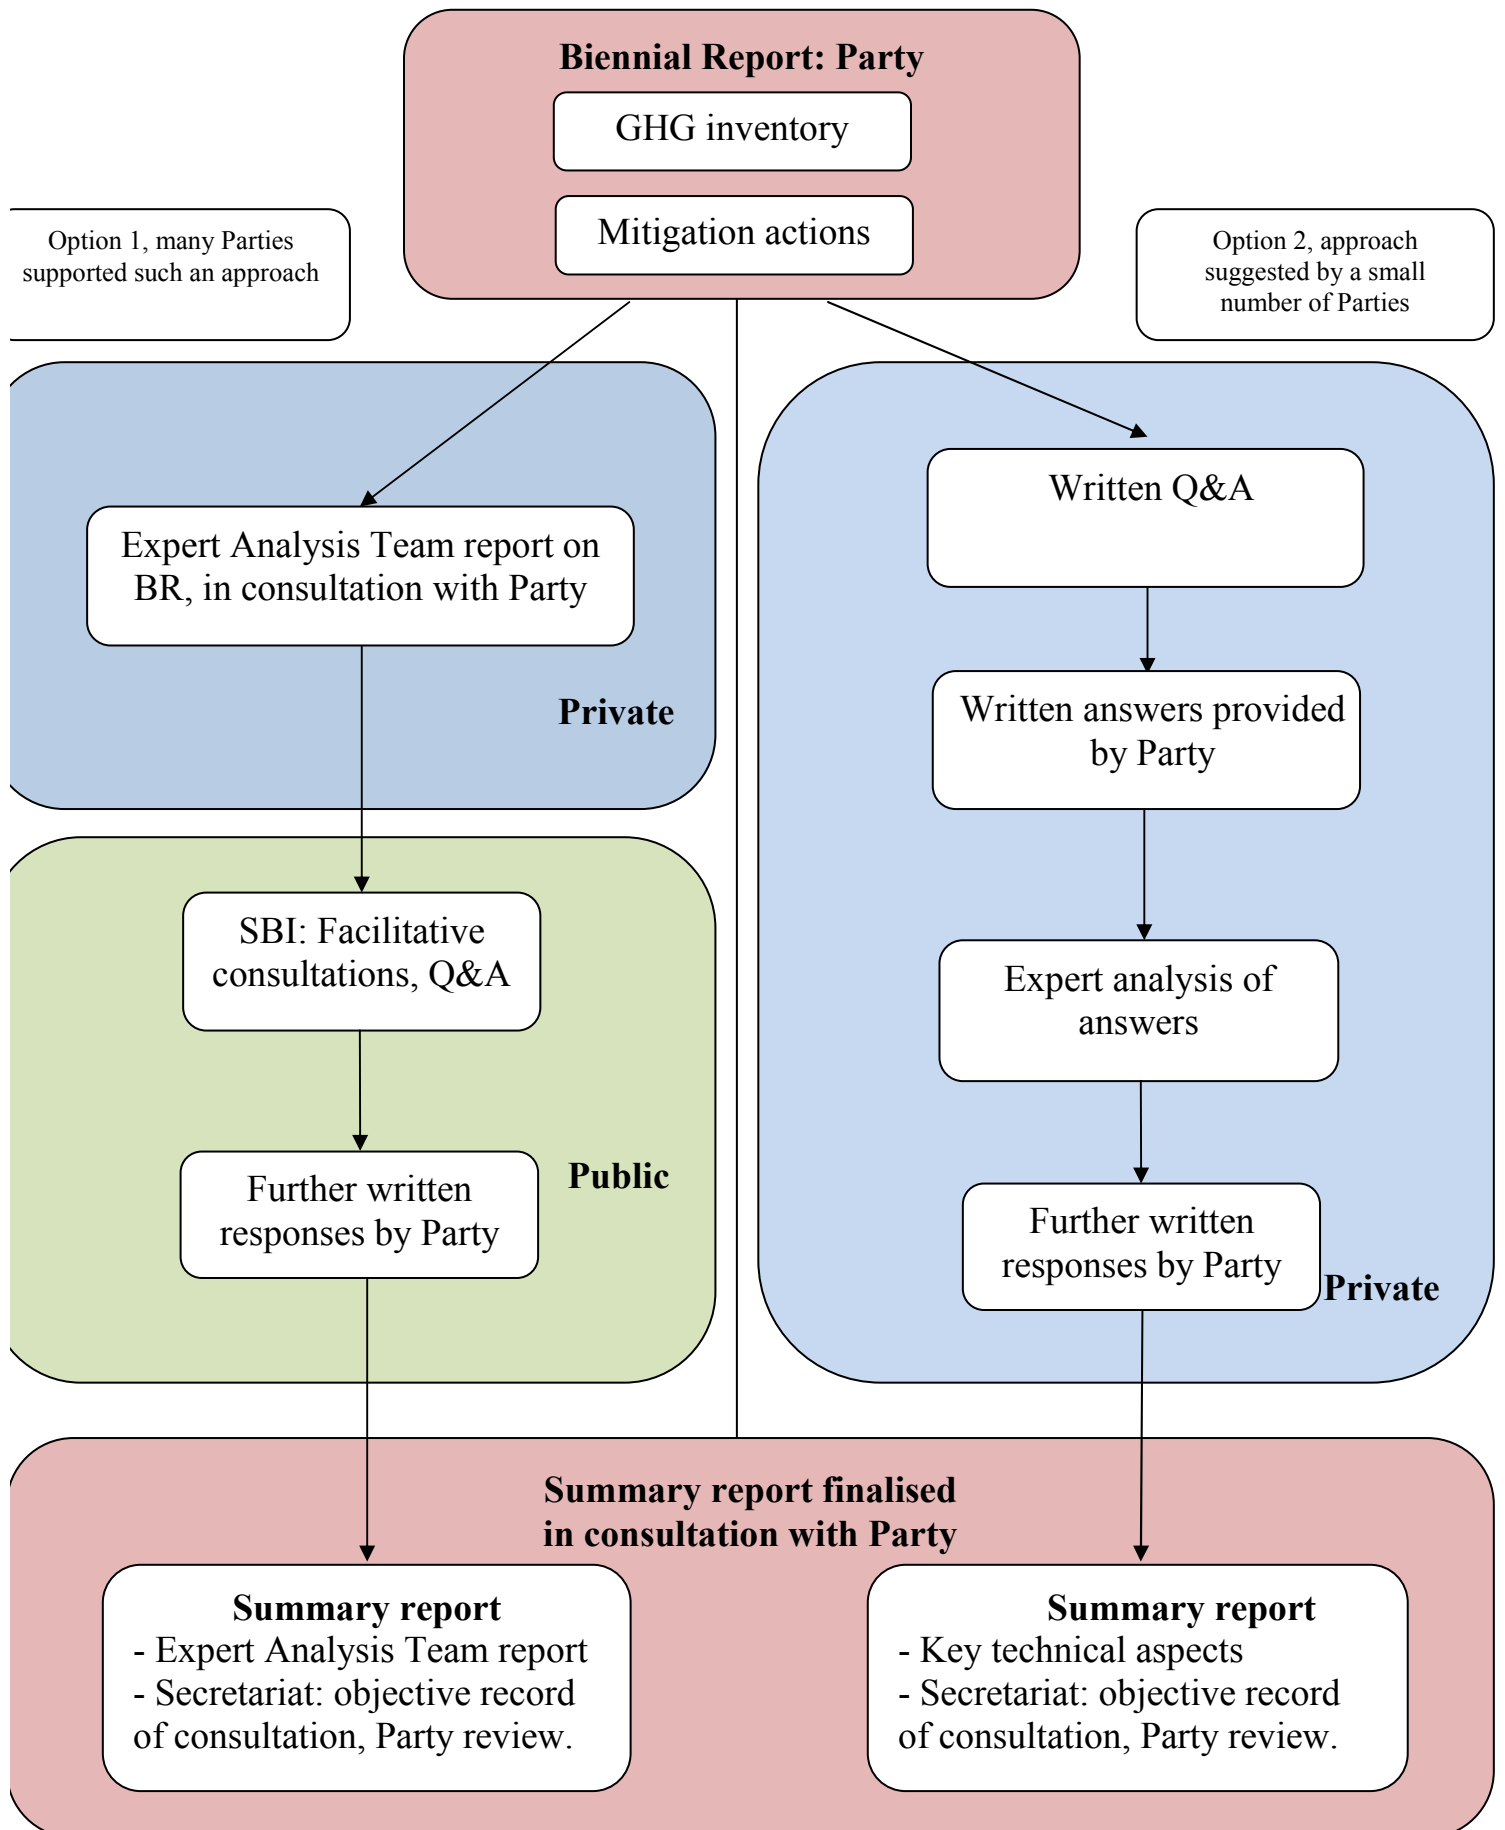 Biennial Report: Party
GHG inventory
Mitigation actions
Option 1, many Parties
supported such an approach
Option 2, approach
suggested by a small
number of Parties
Expert Analysis Team report on
BR, in consultation with Party
Private
SBI: Facilitative
consultations, Q&A
Further written
responses by Party
Public
Written Q&A
Written answers provided
by Party
Expert analysis of
answers
Further written
responses by Party
Private
Summary report finalised
in consultation with Party
Summary report
- Expert Analysis Team report
- Secretariat: objective record
of consultation, Party review.
Summary report
- Key technical aspects
- Secretariat: objective record
of consultation, Party review.